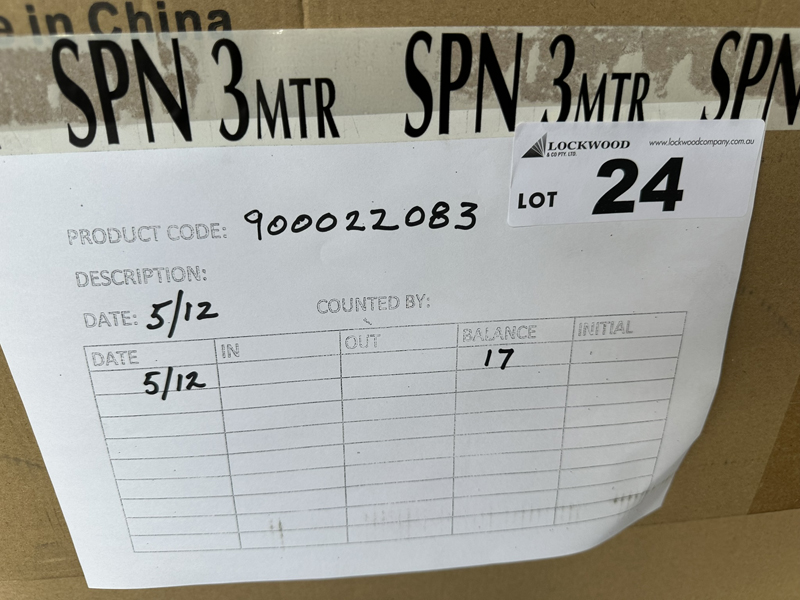 e in China
SPN 3MTR SPN 3MTR SPN
LOCKWOOD
& CO PTY. LTD.
www.lockwoodcompany.com.au
LOT 24
PRODUCT CODE: 900022083
DESCRIPTION:
DATE: 5/12 COUNTED BY:
DATE IN OUT BALANCE INITIAL
5/12 17